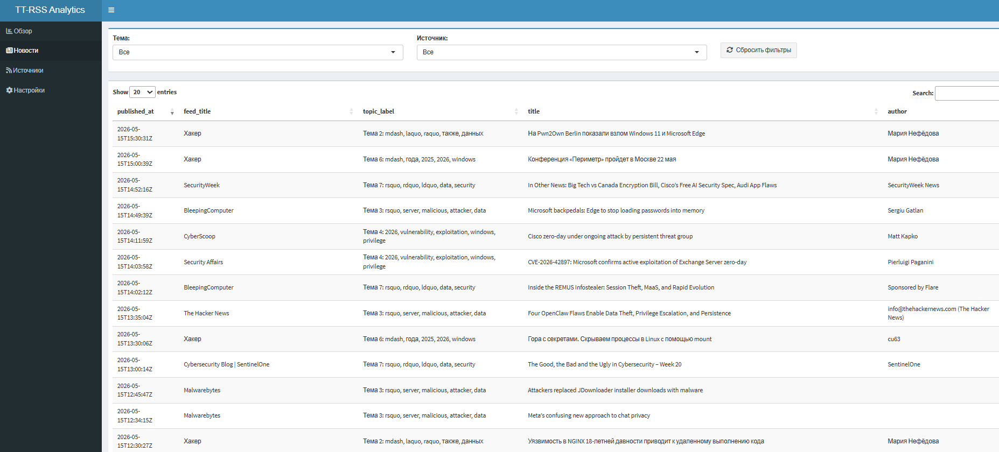 TT-RSS Analytics
Обзор
Новости
Источники
Настройки
Тема:
Все
Источник:
Все
Сбросить фильтры
Show 20 entries
Search:
published_at feed_title topic_label title author
2026-05-15T15:30:31Z Хакер Тема 2: mdash, laquo, raquo, также, данных На Pwn2Own Berlin показали взлом Windows 11 и Microsoft Edge Мария Нефёдова
2026-05-15T15:00:39Z Хакер Тема 6: mdash, года, 2025, 2026, windows Конференция «Периметр» пройдет в Москве 22 мая Мария Нефёдова
2026-05-15T14:52:16Z SecurityWeek Тема 7: rsquo, rdquo, ldquo, data, security In Other News: Big Tech vs Canada Encryption Bill, Cisco’s Free AI Security Spec, Audi App Flaws SecurityWeek News
2026-05-15T14:49:39Z BleepingComputer Тема 3: rsquo, server, malicious, attacker, data Microsoft backpedals: Edge to stop loading passwords into memory Sergiu Gatlan
2026-05-15T14:11:59Z CyberScoop Тема 4: 2026, vulnerability, exploitation, windows, privilege Cisco zero-day under ongoing attack by persistent threat group Matt Kapko
2026-05-15T14:03:58Z Security Affairs Тема 4: 2026, vulnerability, exploitation, windows, privilege CVE-2026-42897: Microsoft confirms active exploitation of Exchange Server zero-day Pierluigi Paganini
2026-05-15T14:02:12Z BleepingComputer Тема 7: rsquo, rdquo, ldquo, data, security Inside the REMUS Infostealer: Session Theft, MaaS, and Rapid Evolution Sponsored by Flare
2026-05-15T13:35:04Z The Hacker News Тема 3: rsquo, server, malicious, attacker, data Four OpenClaw Flaws Enable Data Theft, Privilege Escalation, and Persistence info@thehackernews.com (The Hacker News)
2026-05-15T13:30:06Z Хакер Тема 6: mdash, года, 2025, 2026, windows Гора с секретами. Скрываем процессы в Linux с помощью mount cu63
2026-05-15T13:00:14Z Cybersecurity Blog | SentinelOne Тема 7: rsquo, rdquo, ldquo, data, security The Good, the Bad and the Ugly in Cybersecurity – Week 20 SentinelOne
2026-05-15T12:45:47Z Malwarebytes Тема 3: rsquo, server, malicious, attacker, data Attackers replaced JDownloader installer downloads with malware
2026-05-15T12:34:15Z Malwarebytes Тема 3: rsquo, server, malicious, attacker, data Meta’s confusing new approach to chat privacy
2026-05-15T12:30:27Z Хакер Тема 2: mdash, laquo, raquo, также, данных Уязвимость в NGINX 18-летней давности приводит к удаленному выполнению кода Мария Нефёдова